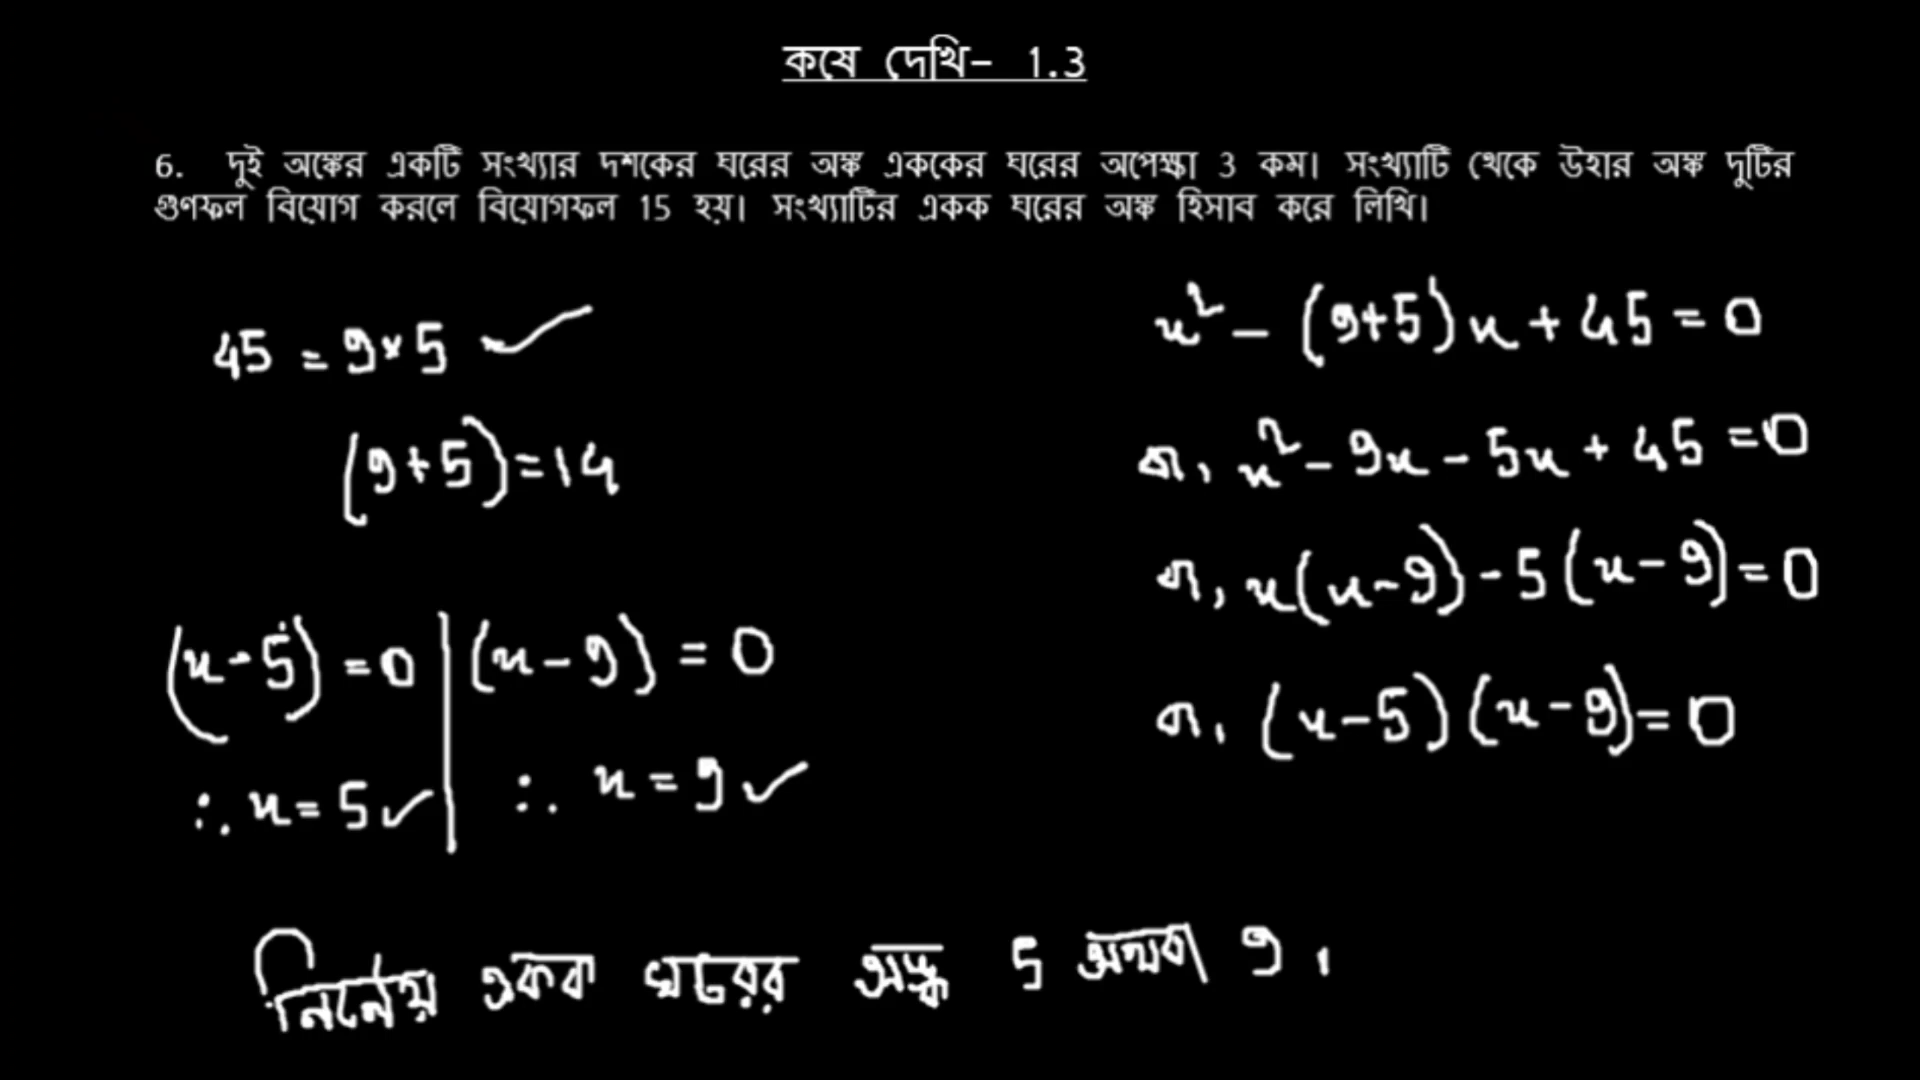 কষে দেখি- 1.3
6. দুই অঙ্কের একটি সংখ্যার দশকের ঘরের অঙ্ক এককের ঘরের অপেক্ষা 3 কম। সংখ্যাটি থেকে উহার অঙ্ক দুটির
গুণফল বিয়োগ করলে বিয়োগফল 15 হয়। সংখ্যাটির একক ঘরের অঙ্ক হিসাব করে লিখি।
45 = 9×5 ✓
(9+5)=14
(x-5)=0 | (x-9)=0
∴ x=5✓ | ∴ x=9✓
x² - (9+5)x + 45 = 0
বা, x² - 9x - 5x + 45 = 0
বা, x(x-9) - 5(x-9) = 0
বা, (x-5)(x-9) = 0
নির্নেয় একক ঘরের অঙ্ক 5 অথবা 9।